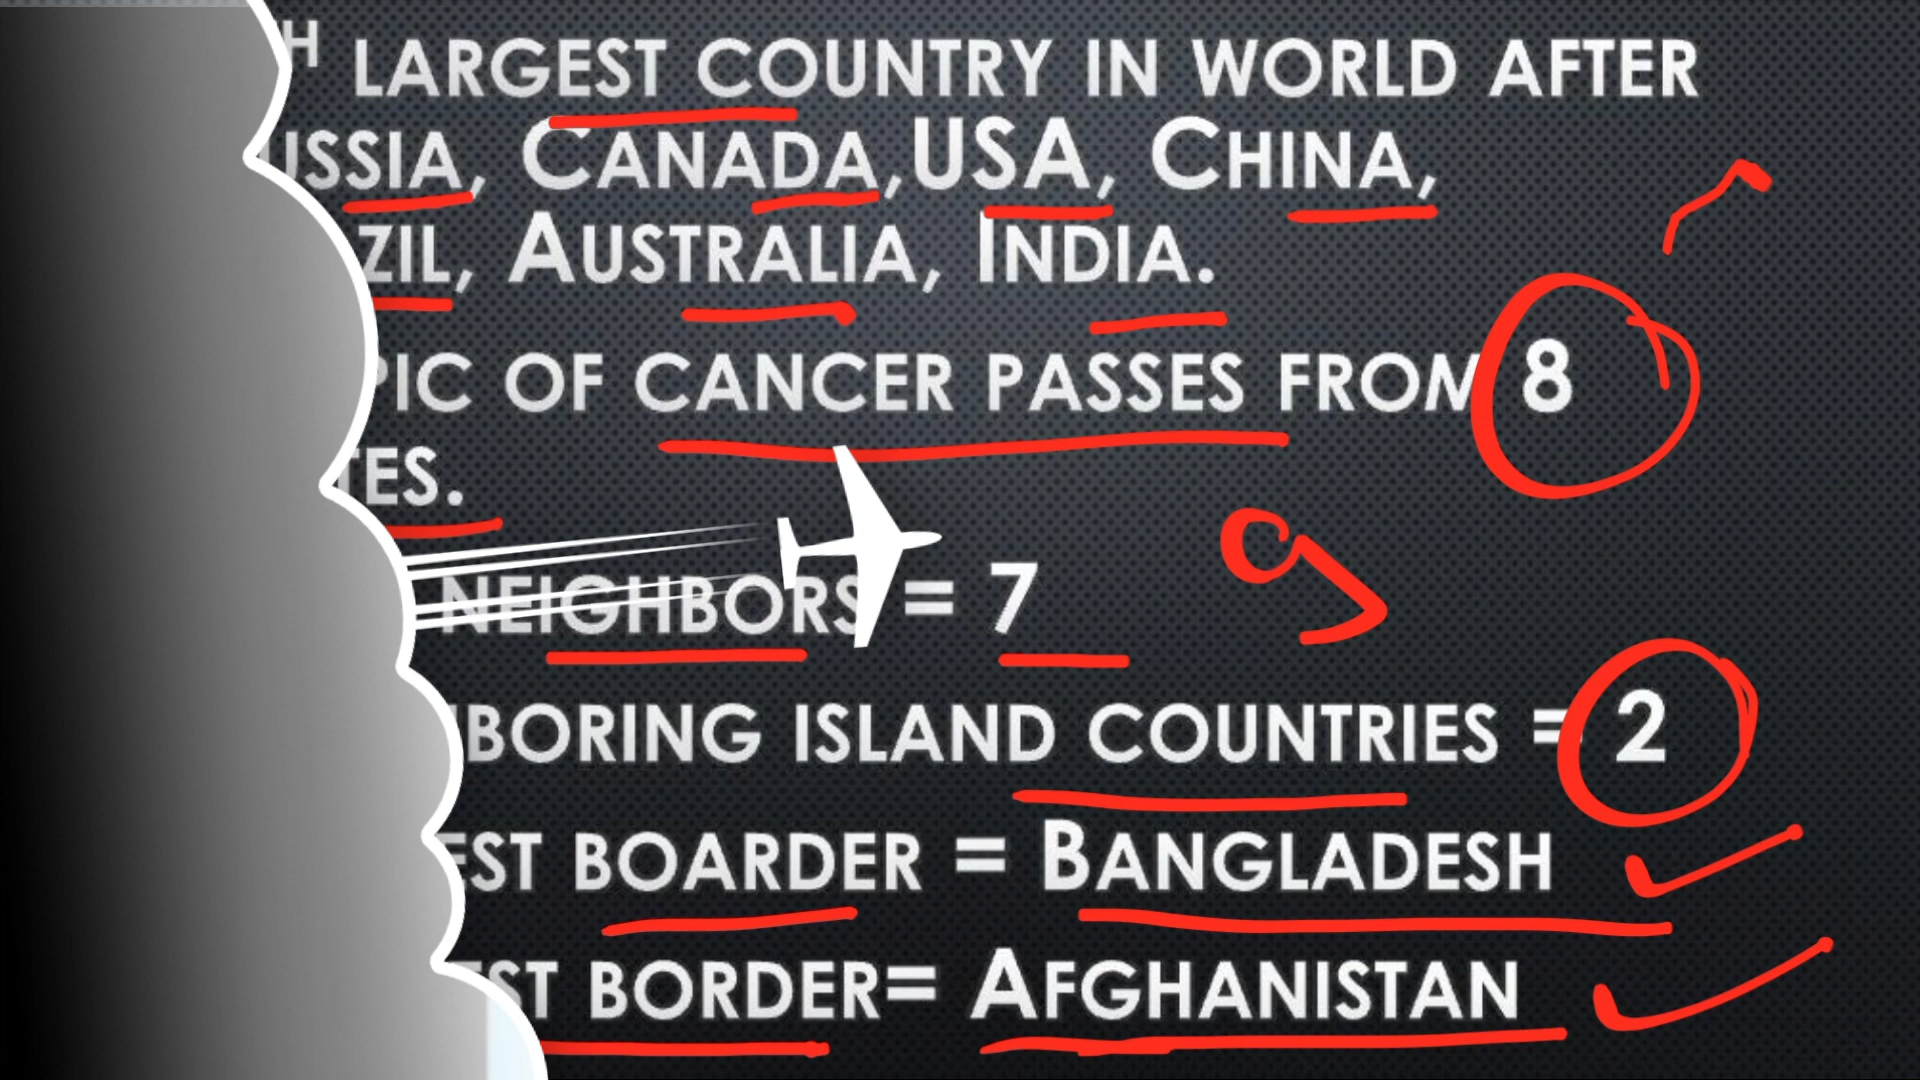 H LARGEST COUNTRY IN WORLD AFTER
USSIA, CANADA,USA, CHINA,
ZIL, AUSTRALIA, INDIA.
PIC OF CANCER PASSES FROM 8
TES.
NEIGHBORS = 7
BORING ISLAND COUNTRIES = 2
EST BOARDER = BANGLADESH
EST BORDER= AFGHANISTAN